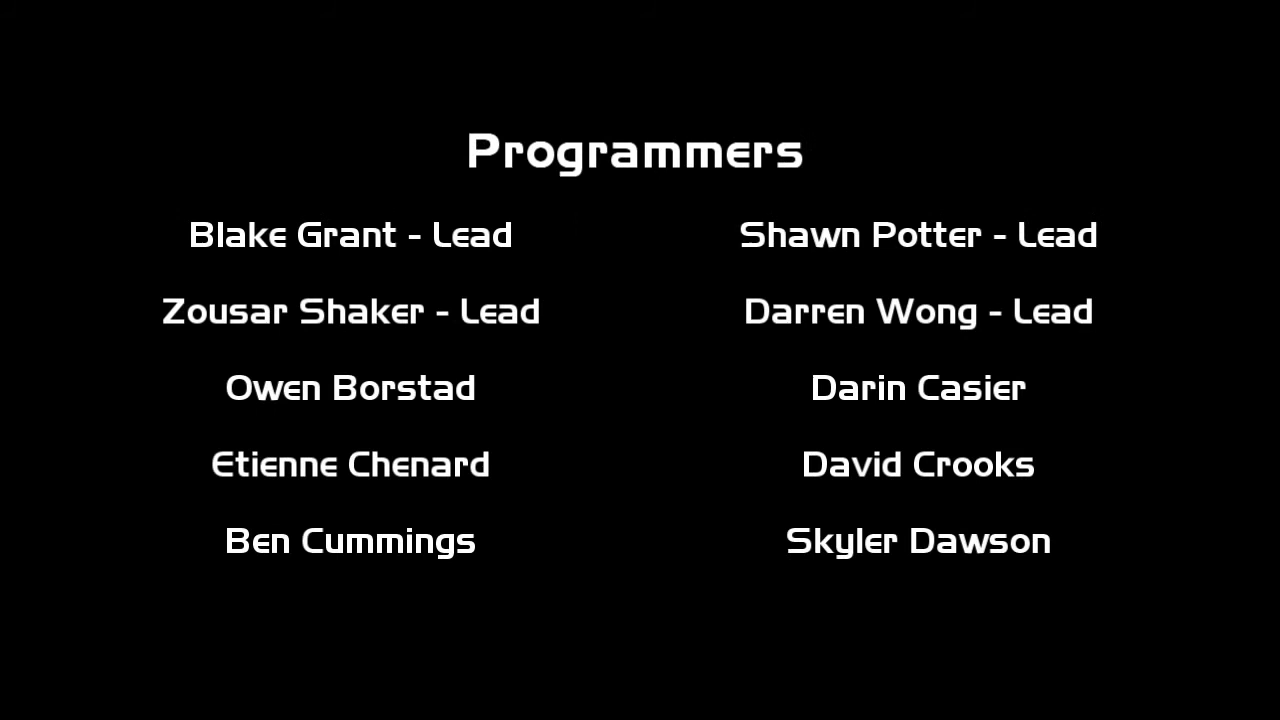 Programmers
Blake Grant - Lead Shawn Potter - Lead
Zousar Shaker - Lead Darren Wong - Lead
Owen Borstad Darin Casier
Etienne Chenard David Crooks
Ben Cummings Skyler Dawson